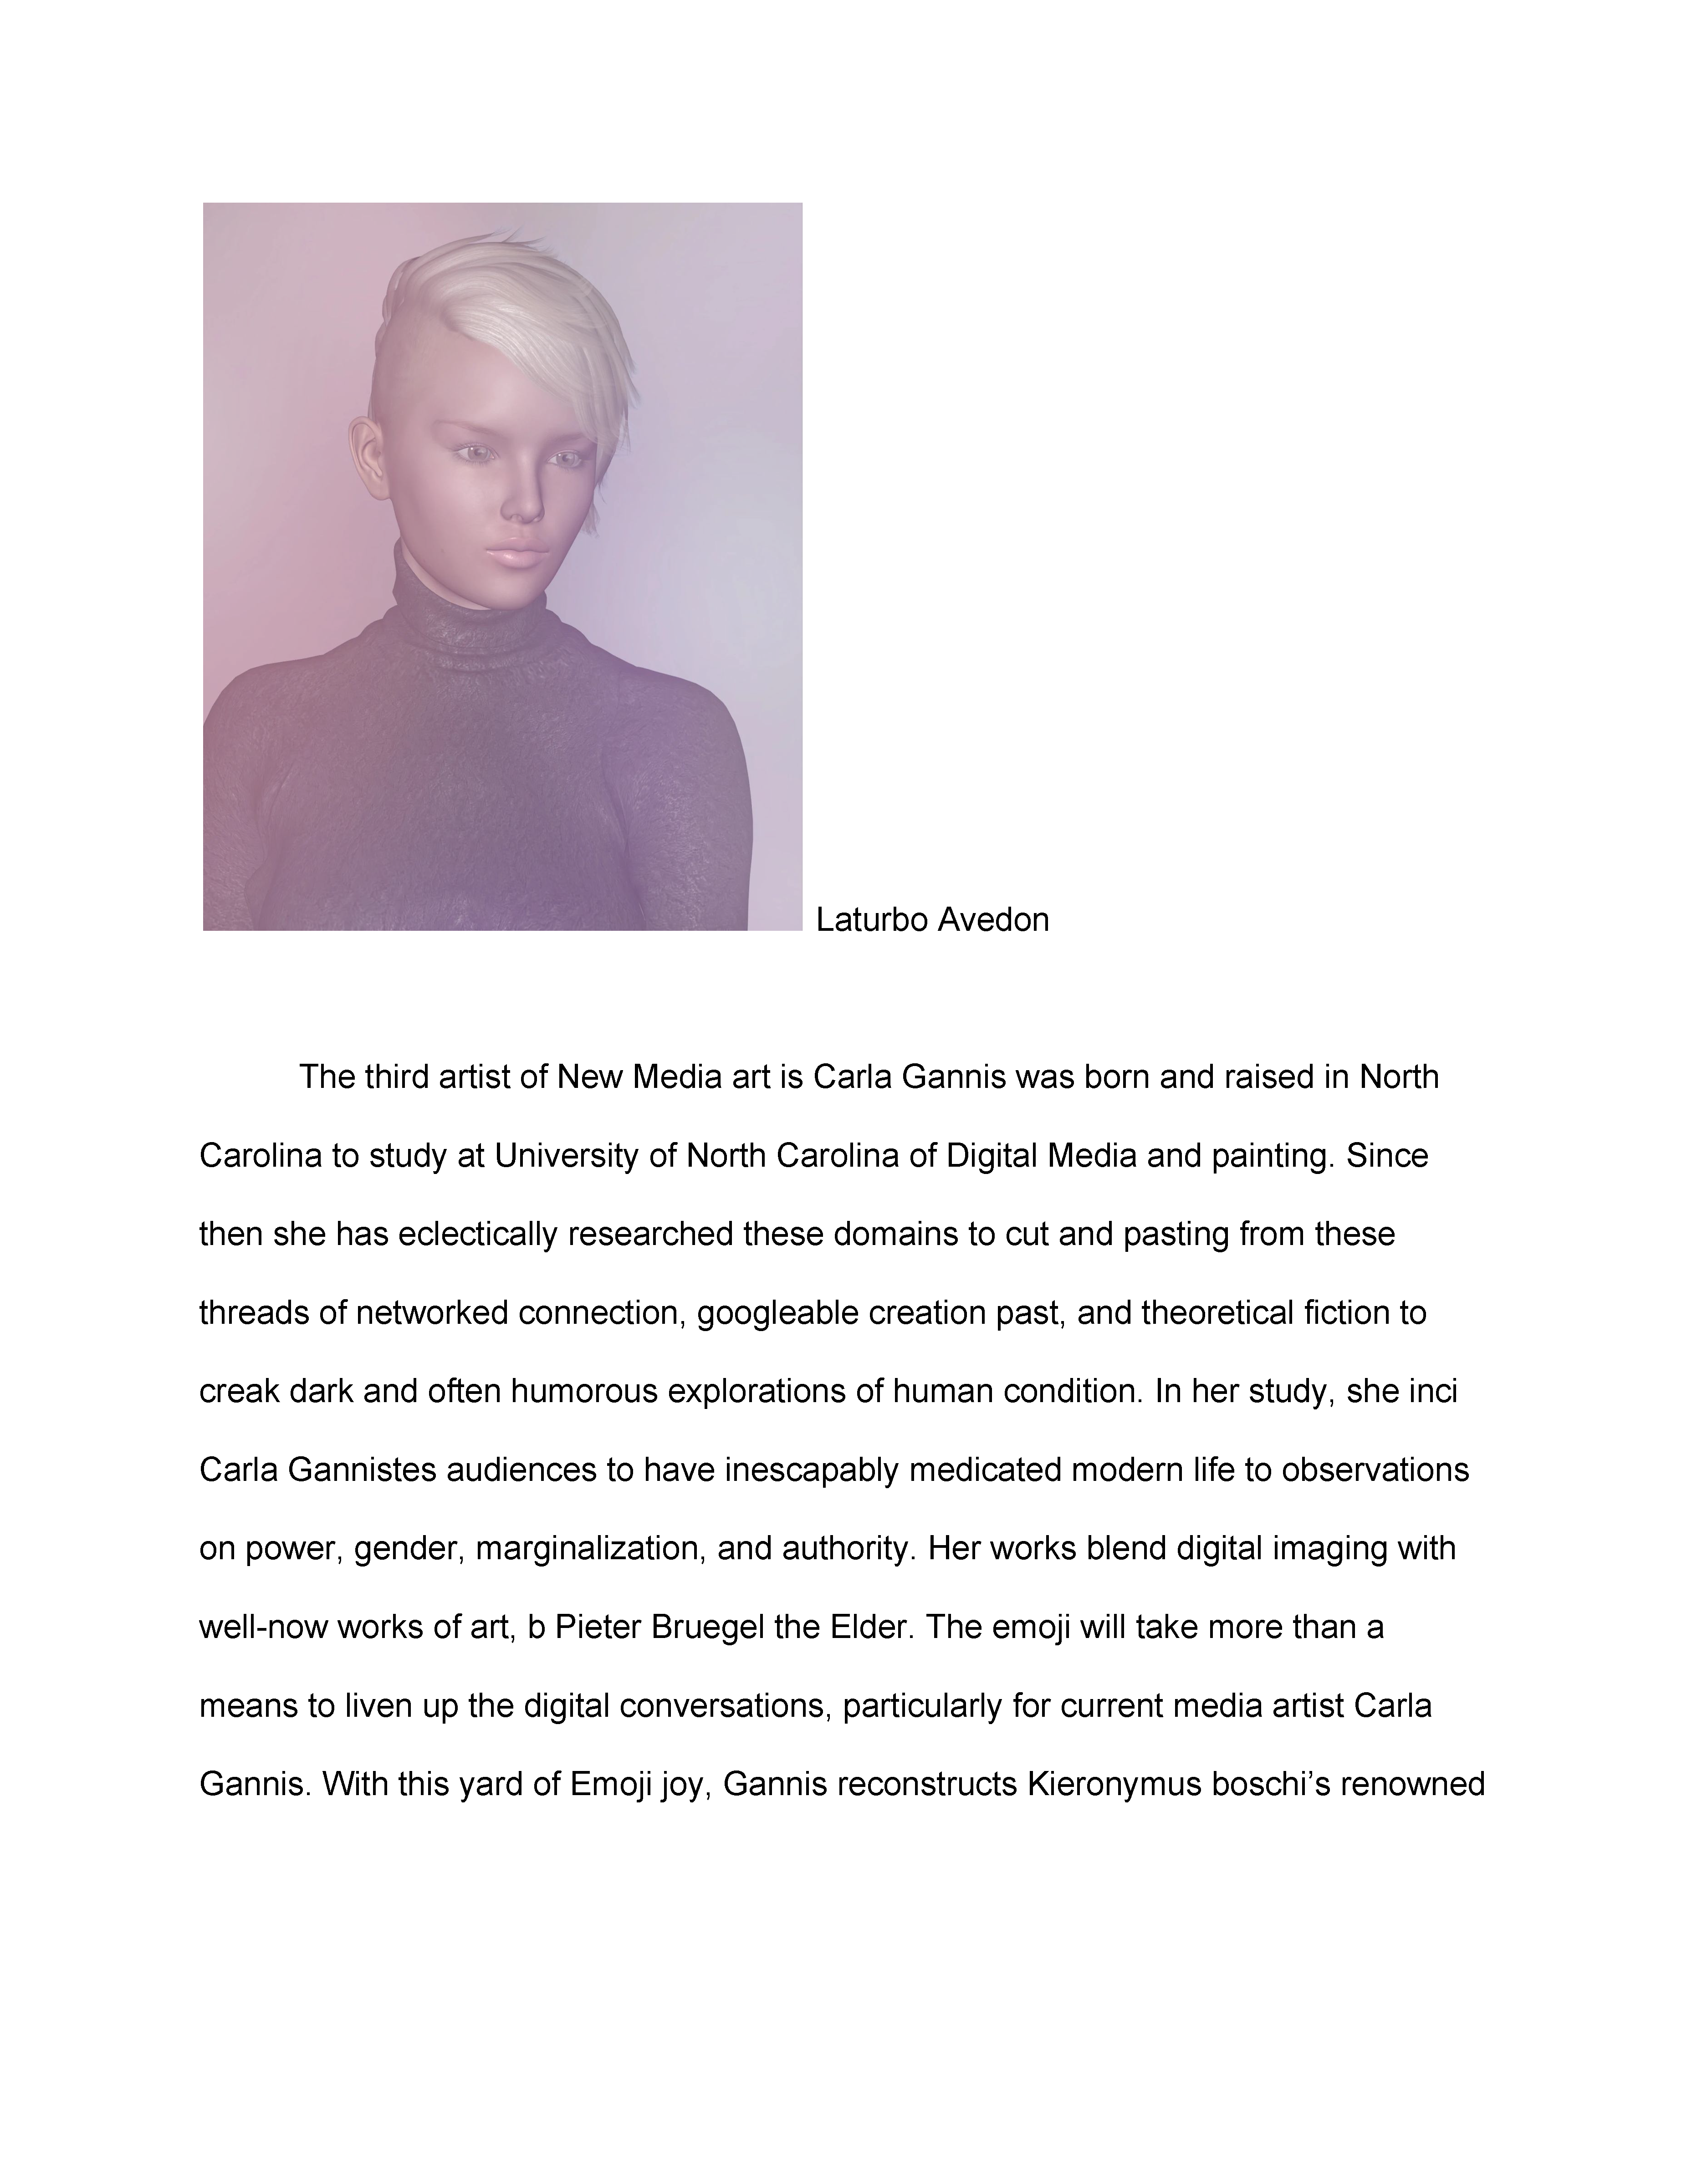 Laturbo Avedon
The third artist of New Media art is Carla Gannis was born and raised in North
Carolina to study at University of North Carolina of Digital Media and painting. Since
then she has eclectically researched these domains to cut and pasting from these
threads of networked connection, googleable creation past, and theoretical fiction to
creak dark and often humorous explorations of human condition. In her study, she inci
Carla Gannistes audiences to have inescapably medicated modern life to observations
on power, gender, marginalization, and authority. Her works blend digital imaging with
well-now works of art, b Pieter Bruegel the Elder. The emoji will take more than a
means to liven up the digital conversations, particularly for current media artist Carla
Gannis. With this yard of Emoji joy, Gannis reconstructs Kieronymus boschi’s renowned